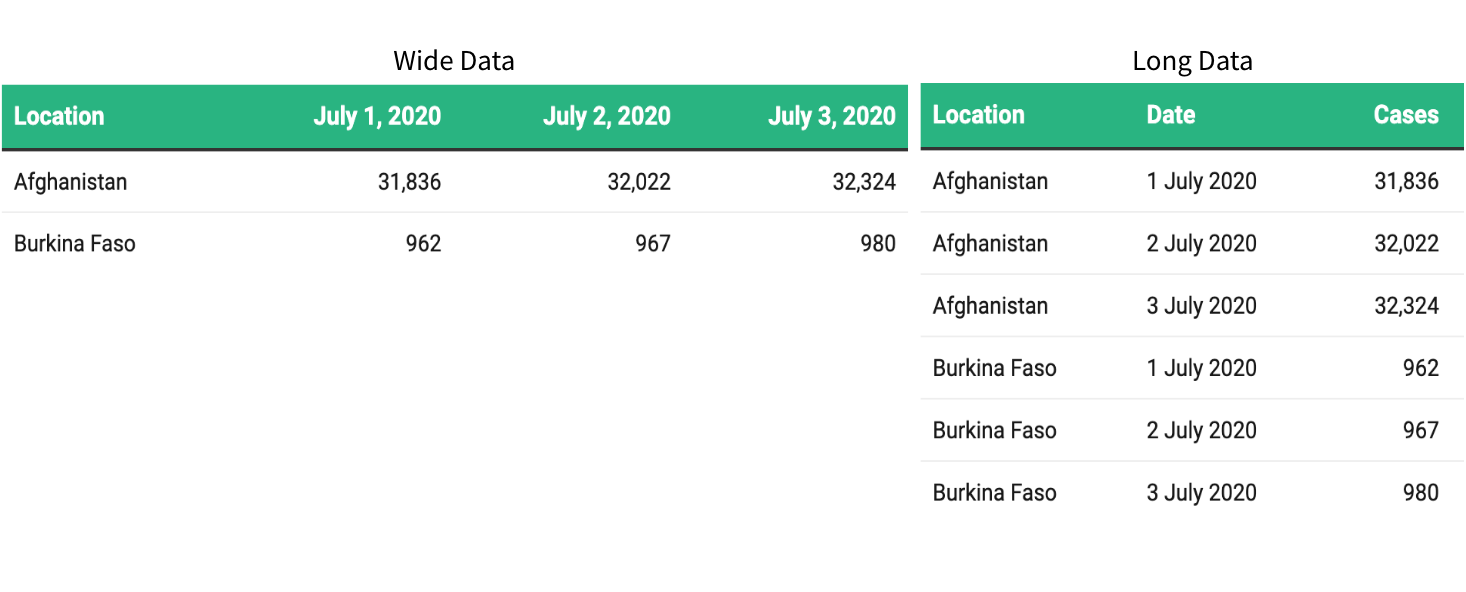 Wide Data
Location July 1, 2020 July 2, 2020 July 3, 2020
Afghanistan 31,836 32,022 32,324
Burkina Faso 962 967 980
Long Data
Location Date Cases
Afghanistan 1 July 2020 31,836
Afghanistan 2 July 2020 32,022
Afghanistan 3 July 2020 32,324
Burkina Faso 1 July 2020 962
Burkina Faso 2 July 2020 967
Burkina Faso 3 July 2020 980